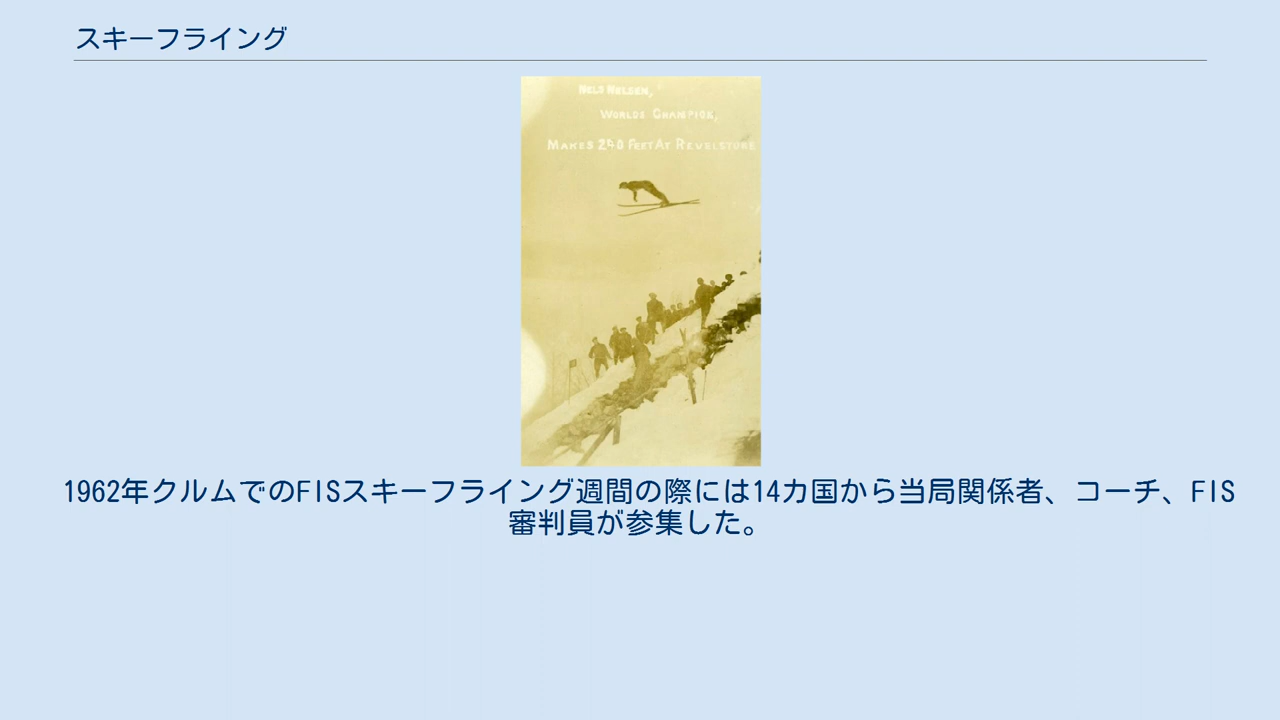 スキーフライング
NELS NELSEN,
WORLDS CHAMPION,
MAKES 240 FEET AT REVELSTOKE
1962年クルムでのFISスキーフライング週間の際には14カ国から当局関係者、コーチ、FIS
審判員が参集した。